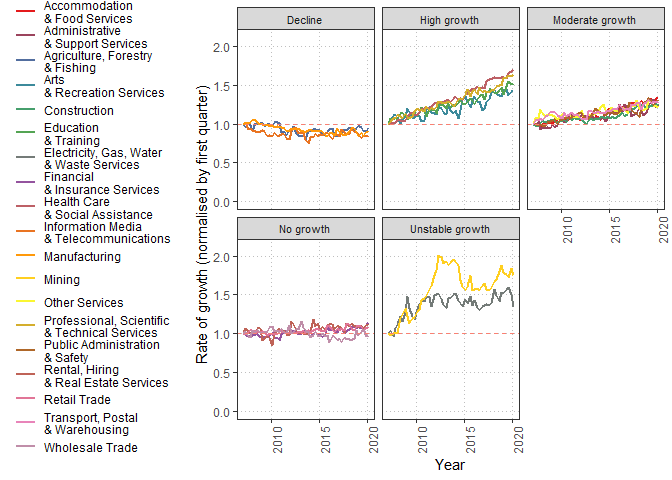 Accommodation
& Food Services
Administrative
& Support Services
Agriculture, Forestry
& Fishing
Arts
& Recreation Services
Construction
Education
& Training
Electricity, Gas, Water
& Waste Services
Financial
& Insurance Services
Health Care
& Social Assistance
Information Media
& Telecommunications
Manufacturing
Mining
Other Services
Professional, Scientific
& Technical Services
Public Administration
& Safety
Rental, Hiring
& Real Estate Services
Retail Trade
Transport, Postal
& Warehousing
Wholesale Trade
Rate of growth (normalised by first quarter)
Decline
High growth
Moderate growth
2.0
1.5
1.0
0.5
0.0
2010
2015
2020
No growth
Unstable growth
2.0
1.5
1.0
0.5
0.0
2010
2015
2020
2010
2015
2020
Year